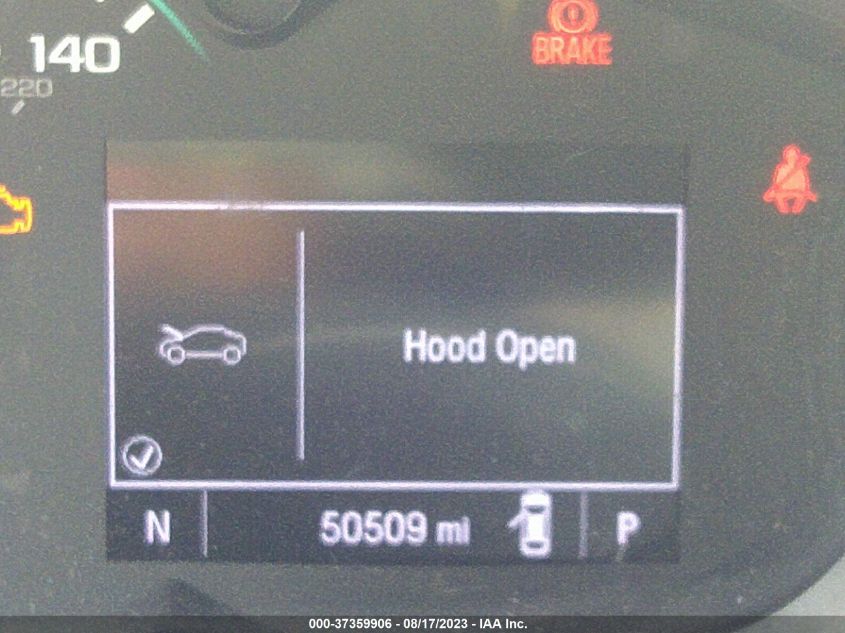 140
220
BRAKE
Hood Open
N 50509 mi P
000-37359906 - 08/17/2023 - IAA Inc.